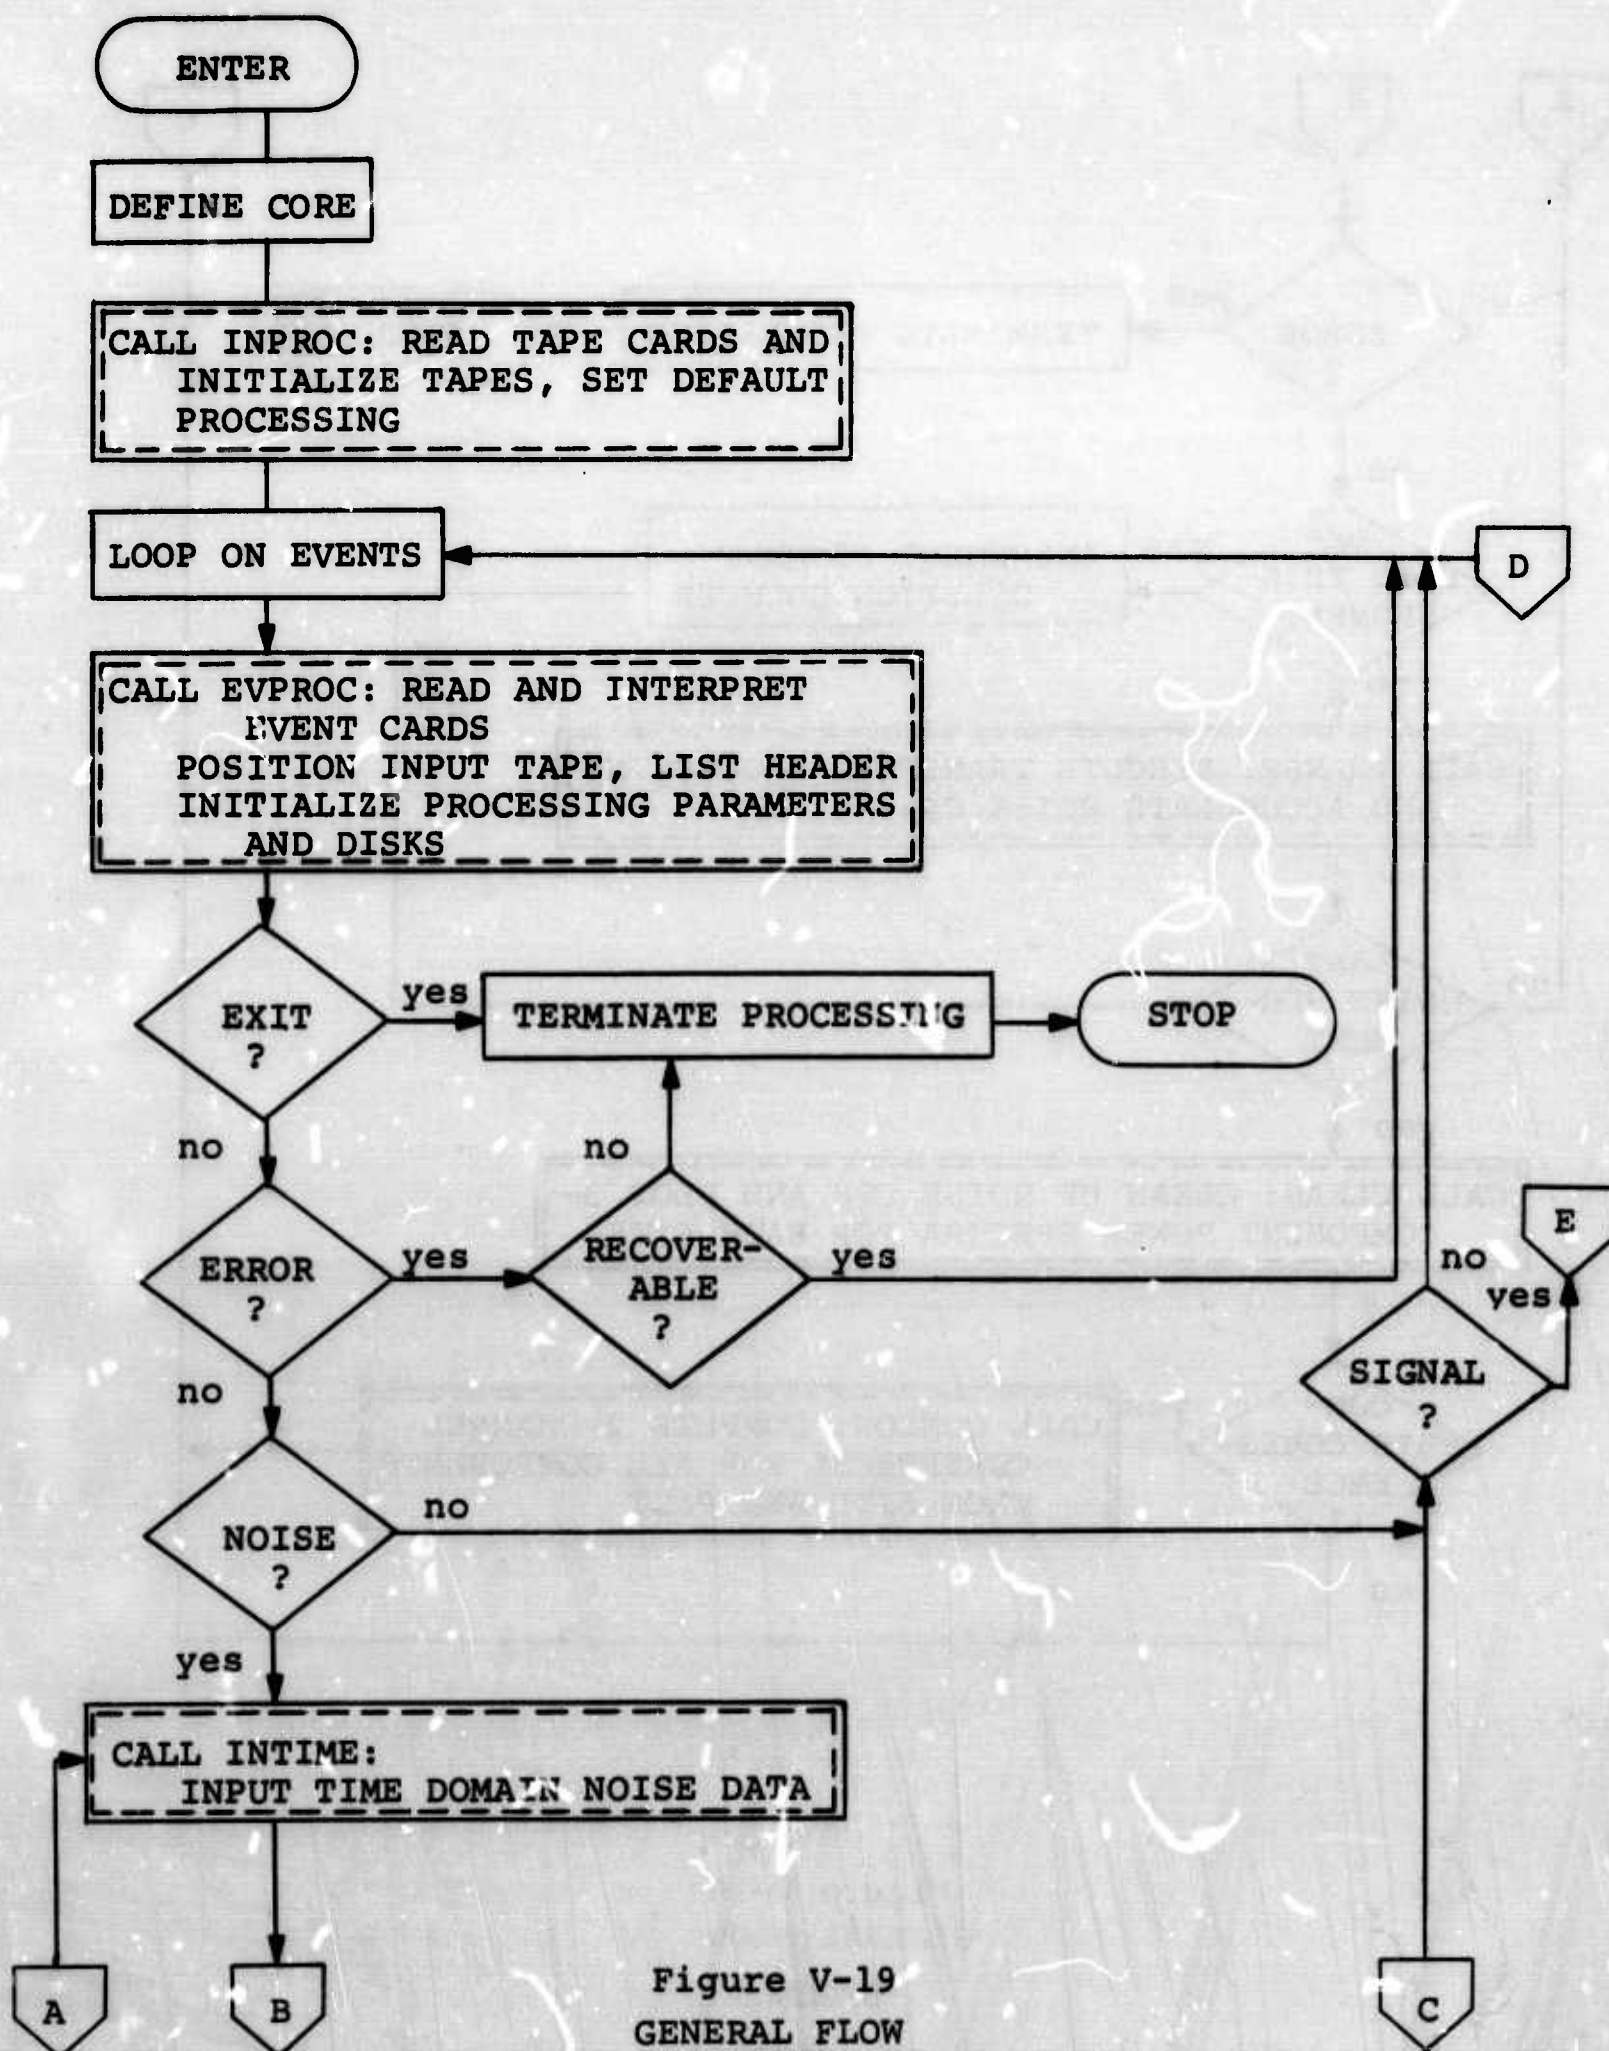 ENTER
DEFINE CORE
CALL INPROC: READ TAPE CARDS AND
INITIALIZE TAPES, SET DEFAULT
PROCESSING
LOOP ON EVENTS
D
CALL EVPROC: READ AND INTERPRET
EVENT CARDS
POSITION INPUT TAPE, LIST HEADER
INITIALIZE PROCESSING PARAMETERS
AND DISKS
EXIT
?
yes
TERMINATE PROCESSING
STOP
no
no
ERROR
?
yes
RECOVER-
ABLE
?
yes
E
no
yes
SIGNAL
?
no
NOISE
?
no
yes
CALL INTIME:
INPUT TIME DOMAIN NOISE DATA
A
B
C
Figure V-19
GENERAL FLOW